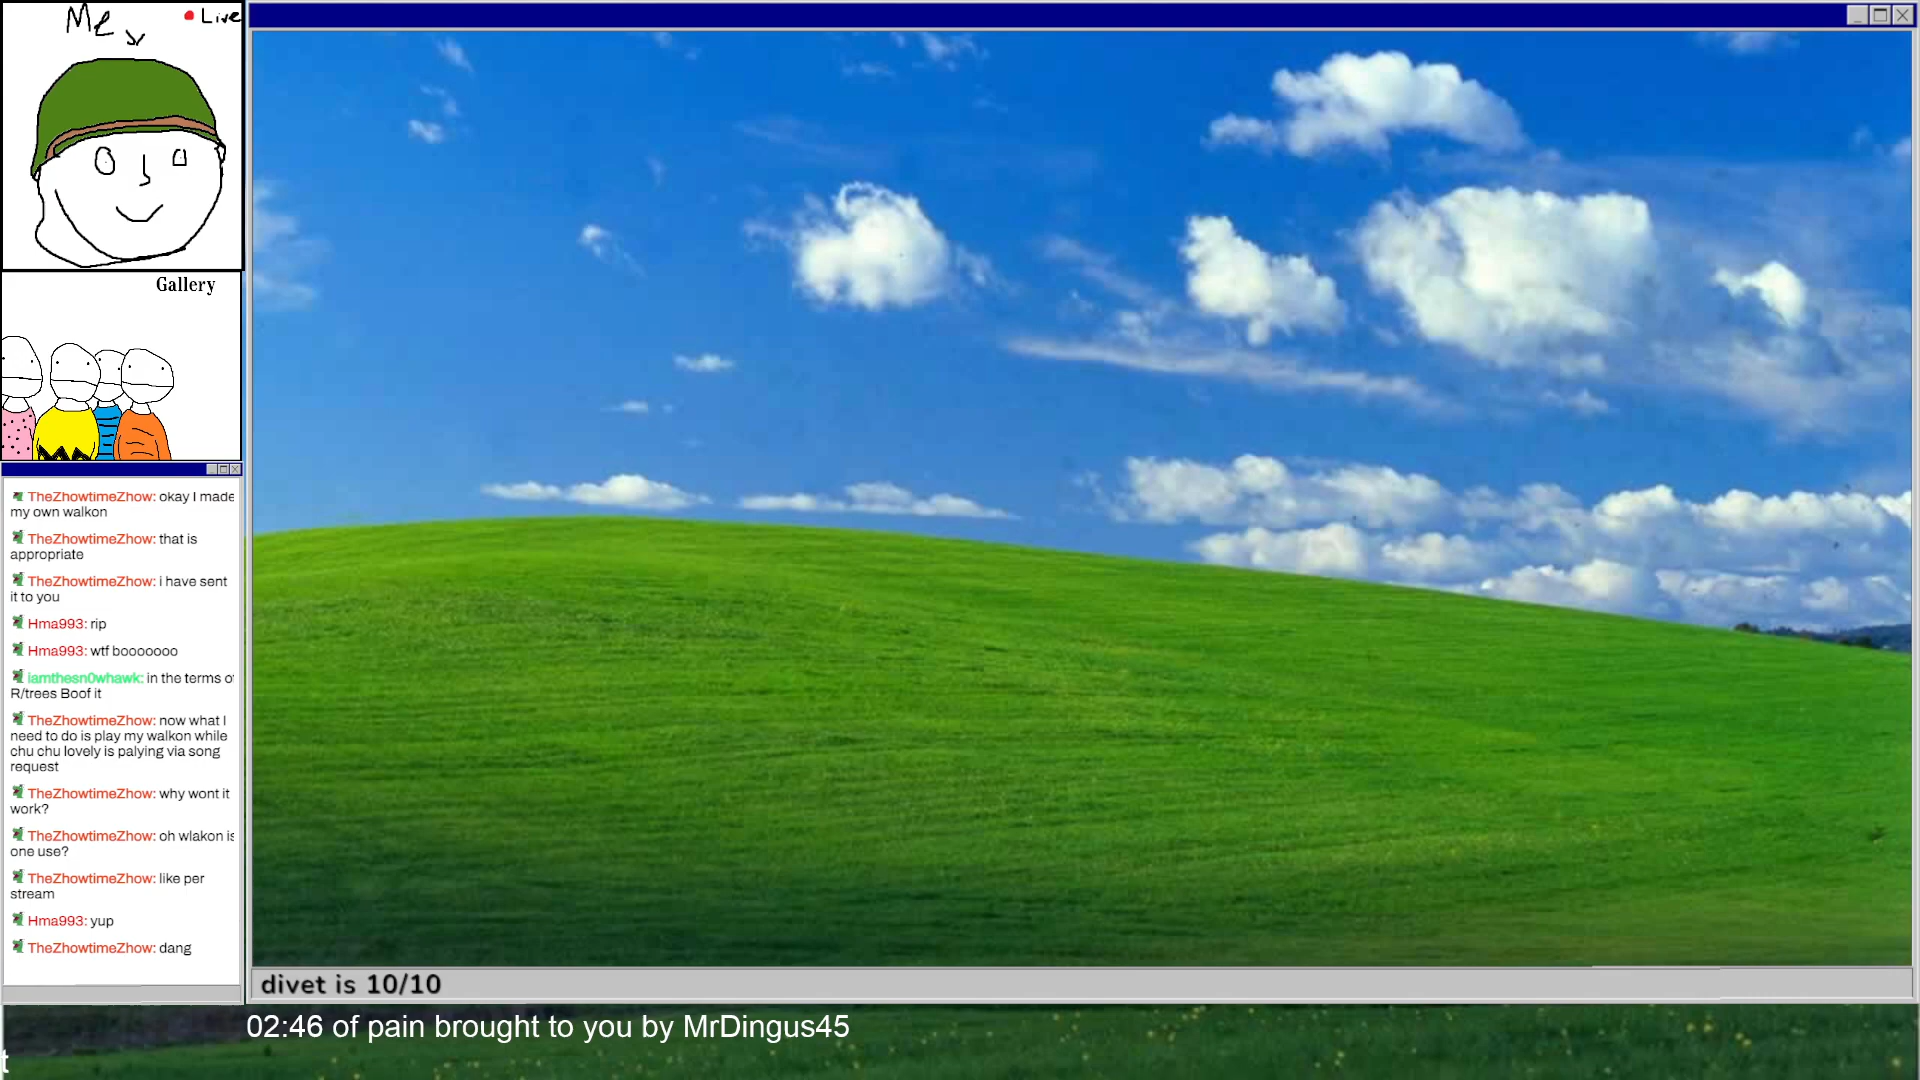 Me
Live
Gallery
TheZhowtimeZhow: okay I made
my own walkon
TheZhowtimeZhow: that is
appropriate
TheZhowtimeZhow: i have sent
it to you
Hma993: rip
Hma993: wtf booooooo
iamthesn0whawk: in the terms of
R/trees Boof it
TheZhowtimeZhow: now what I
need to do is play my walkon while
chu chu lovely is palying via song
request
TheZhowtimeZhow: why wont it
work?
TheZhowtimeZhow: oh wlakon is
one use?
TheZhowtimeZhow: like per
stream
Hma993: yup
TheZhowtimeZhow: dang
divet is 10/10
02:46 of pain brought to you by MrDingus45
t